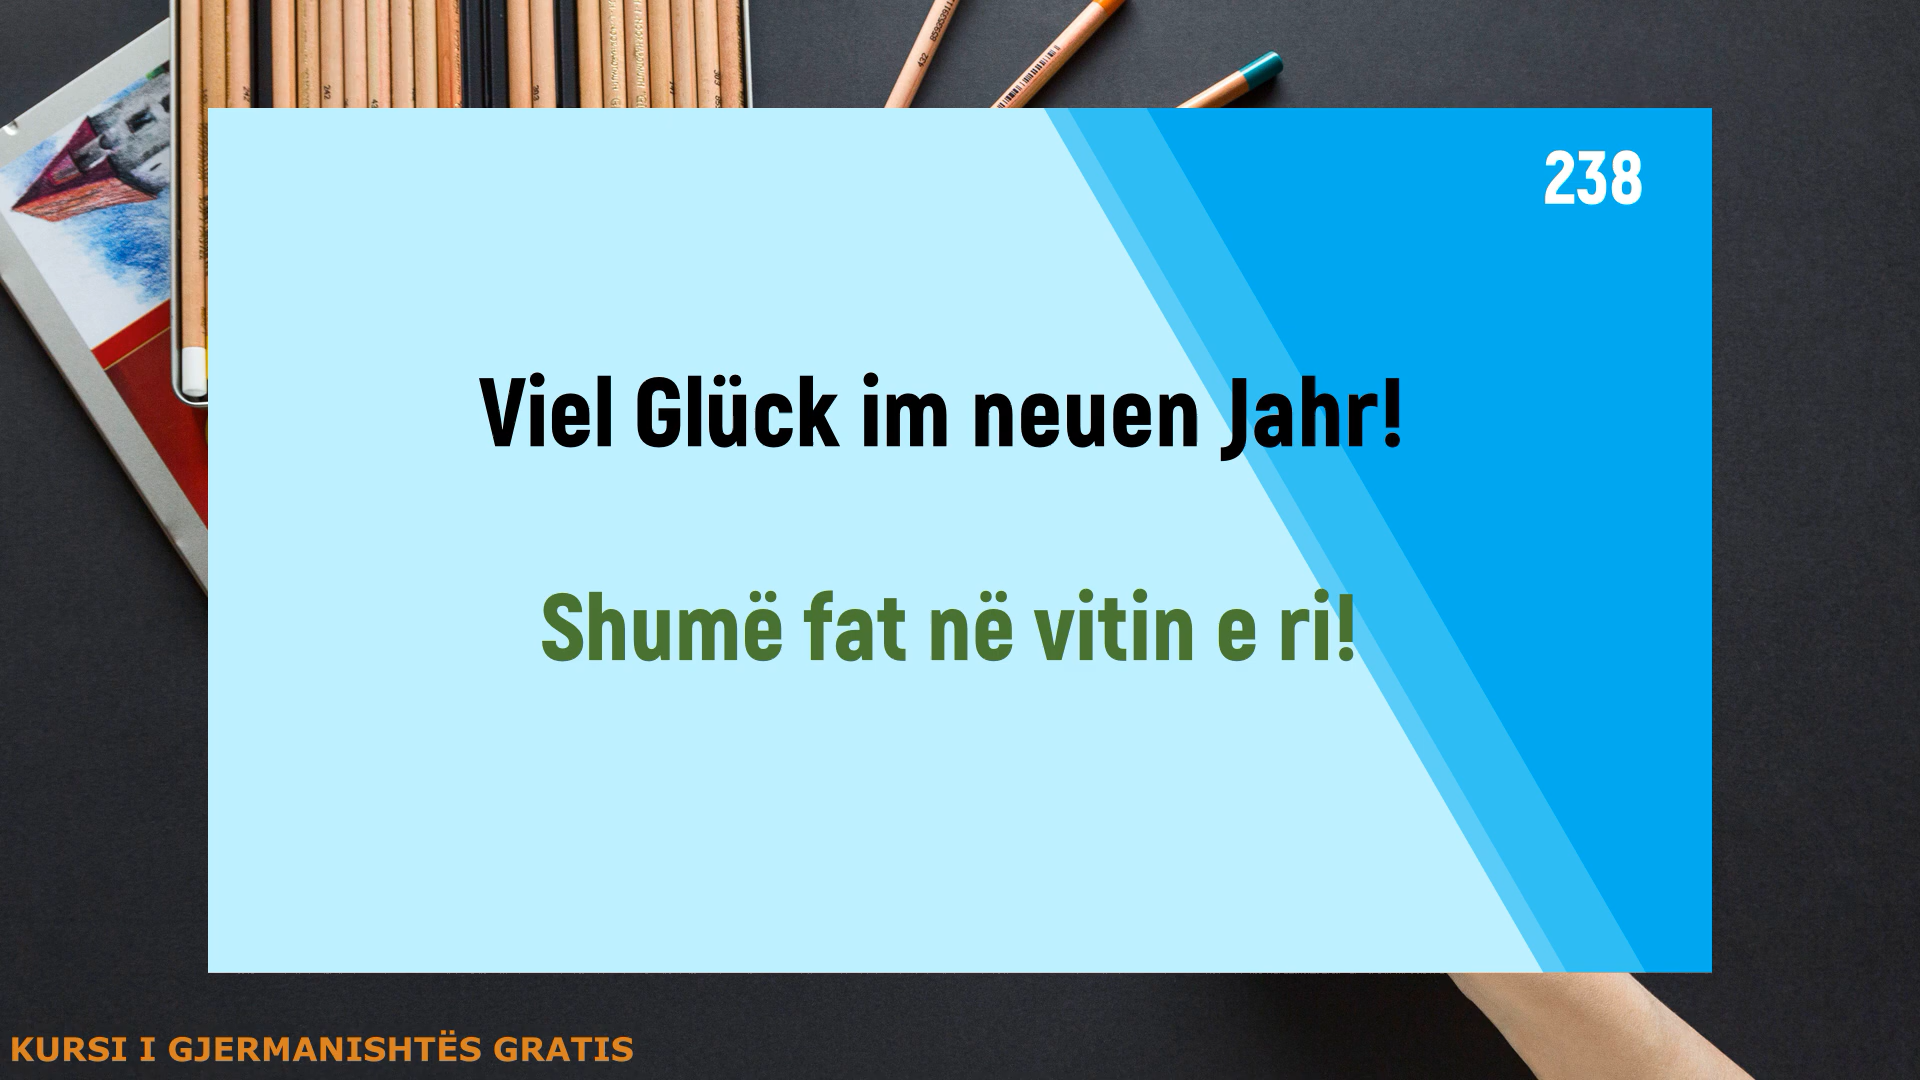 238
Viel Glück im neuen Jahr!
Shumë fat në vitin e ri!
KURSI I GJERMANISHTËS GRATIS